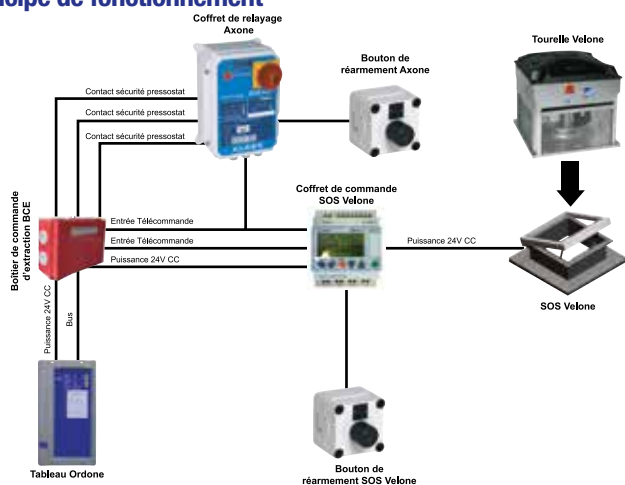 Coffret de relayage
Axone
Tourelle Velone
Bouton de
réarmement Axone
Contact sécurité pressostat
Contact sécurité pressostat
Contact sécurité pressostat
Coffret de commande
SOS Velone
Boîtier de commande
d'extraction BCE
Entrée Télécommande
Entrée Télécommande
Puissance 24V CC
Puissance 24V CC
SOS Velone
Puissance 24V CC
Bus
Tableau Ordone
Bouton de
réarmement SOS Velone